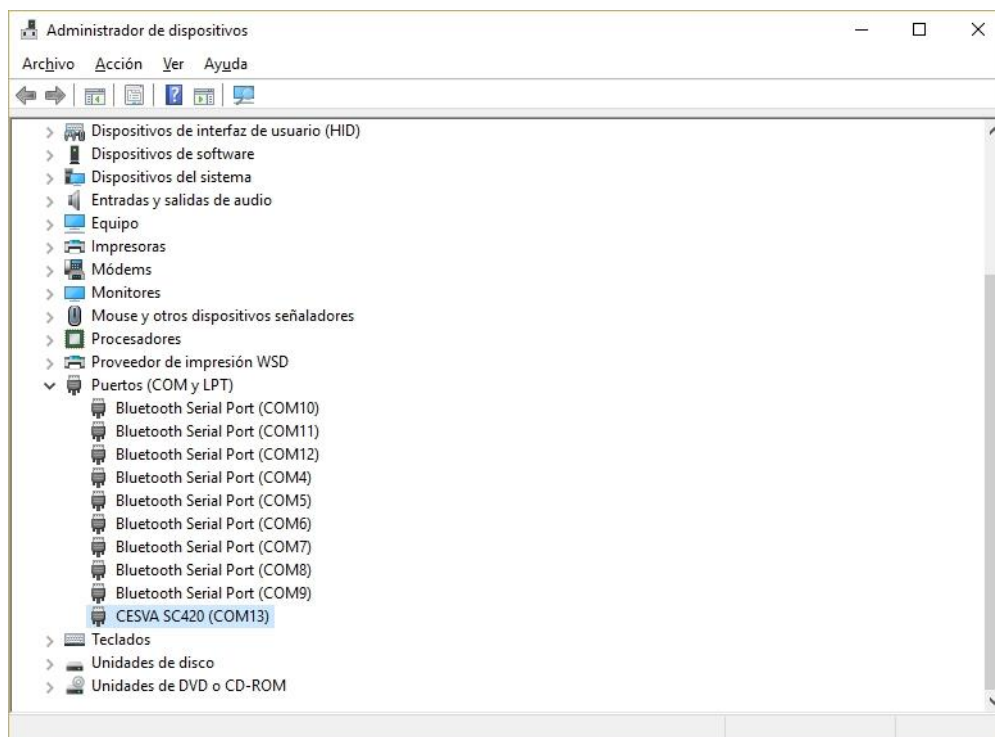 Administrador de dispositivos
Archivo Acción Ver Ayuda
Dispositivos de interfaz de usuario (HID)
Dispositivos de software
Dispositivos del sistema
Entradas y salidas de audio
Equipo
Impresoras
Módems
Monitores
Mouse y otros dispositivos señaladores
Procesadores
Proveedor de impresión WSD
Puertos (COM y LPT)
Bluetooth Serial Port (COM10)
Bluetooth Serial Port (COM11)
Bluetooth Serial Port (COM12)
Bluetooth Serial Port (COM4)
Bluetooth Serial Port (COM5)
Bluetooth Serial Port (COM6)
Bluetooth Serial Port (COM7)
Bluetooth Serial Port (COM8)
Bluetooth Serial Port (COM9)
CESVA SC420 (COM13)
Teclados
Unidades de disco
Unidades de DVD o CD-ROM